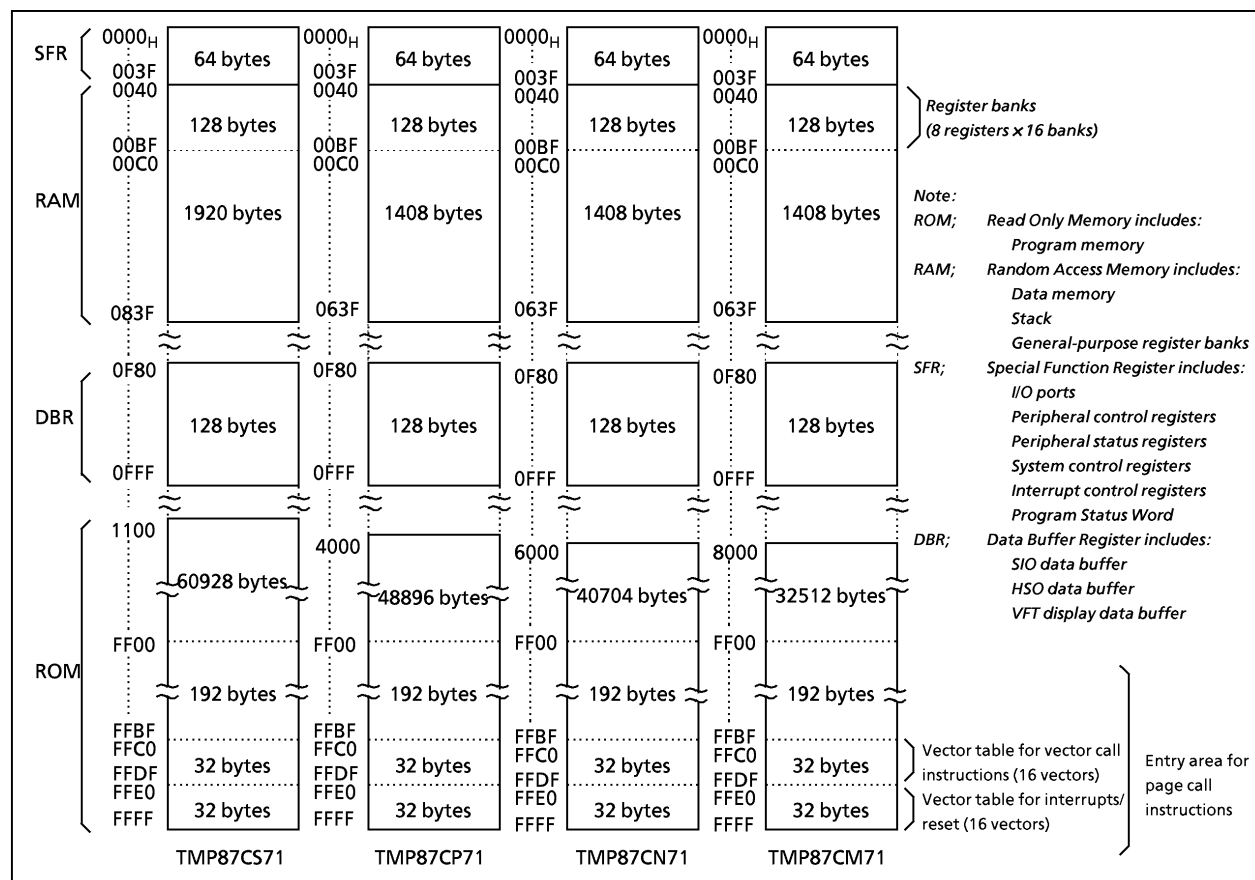 SFR
RAM
DBR
ROM
0000H
003F
0040
00BF
00C0
083F
0F80
0FFF
1100
FF00
FFBF
FFC0
FFDF
FFE0
FFFF
64 bytes
128 bytes
1920 bytes
128 bytes
60928 bytes
192 bytes
32 bytes
32 bytes
TMP87CS71
0000H
003F
0040
00BF
00C0
063F
0F80
0FFF
4000
FF00
FFBF
FFC0
FFDF
FFE0
FFFF
64 bytes
128 bytes
1408 bytes
128 bytes
48896 bytes
192 bytes
32 bytes
32 bytes
TMP87CP71
0000H
003F
0040
00BF
00C0
063F
0F80
0FFF
6000
FF00
FFBF
FFC0
FFDF
FFE0
FFFF
64 bytes
128 bytes
1408 bytes
128 bytes
40704 bytes
192 bytes
32 bytes
32 bytes
TMP87CN71
0000H
003F
0040
00BF
00C0
063F
0F80
0FFF
8000
FF00
FFBF
FFC0
FFDF
FFE0
FFFF
64 bytes
128 bytes
1408 bytes
128 bytes
32512 bytes
192 bytes
32 bytes
32 bytes
TMP87CM71
Register banks
(8 registers × 16 banks)
Note:
ROM; Read Only Memory includes:
Program memory
RAM; Random Access Memory includes:
Data memory
Stack
General-purpose register banks
SFR; Special Function Register includes:
I/O ports
Peripheral control registers
Peripheral status registers
System control registers
Interrupt control registers
Program Status Word
DBR; Data Buffer Register includes:
SIO data buffer
HSO data buffer
VFT display data buffer
Vector table for vector call
instructions (16 vectors)
Vector table for interrupts/
reset (16 vectors)
Entry area for
page call
instructions